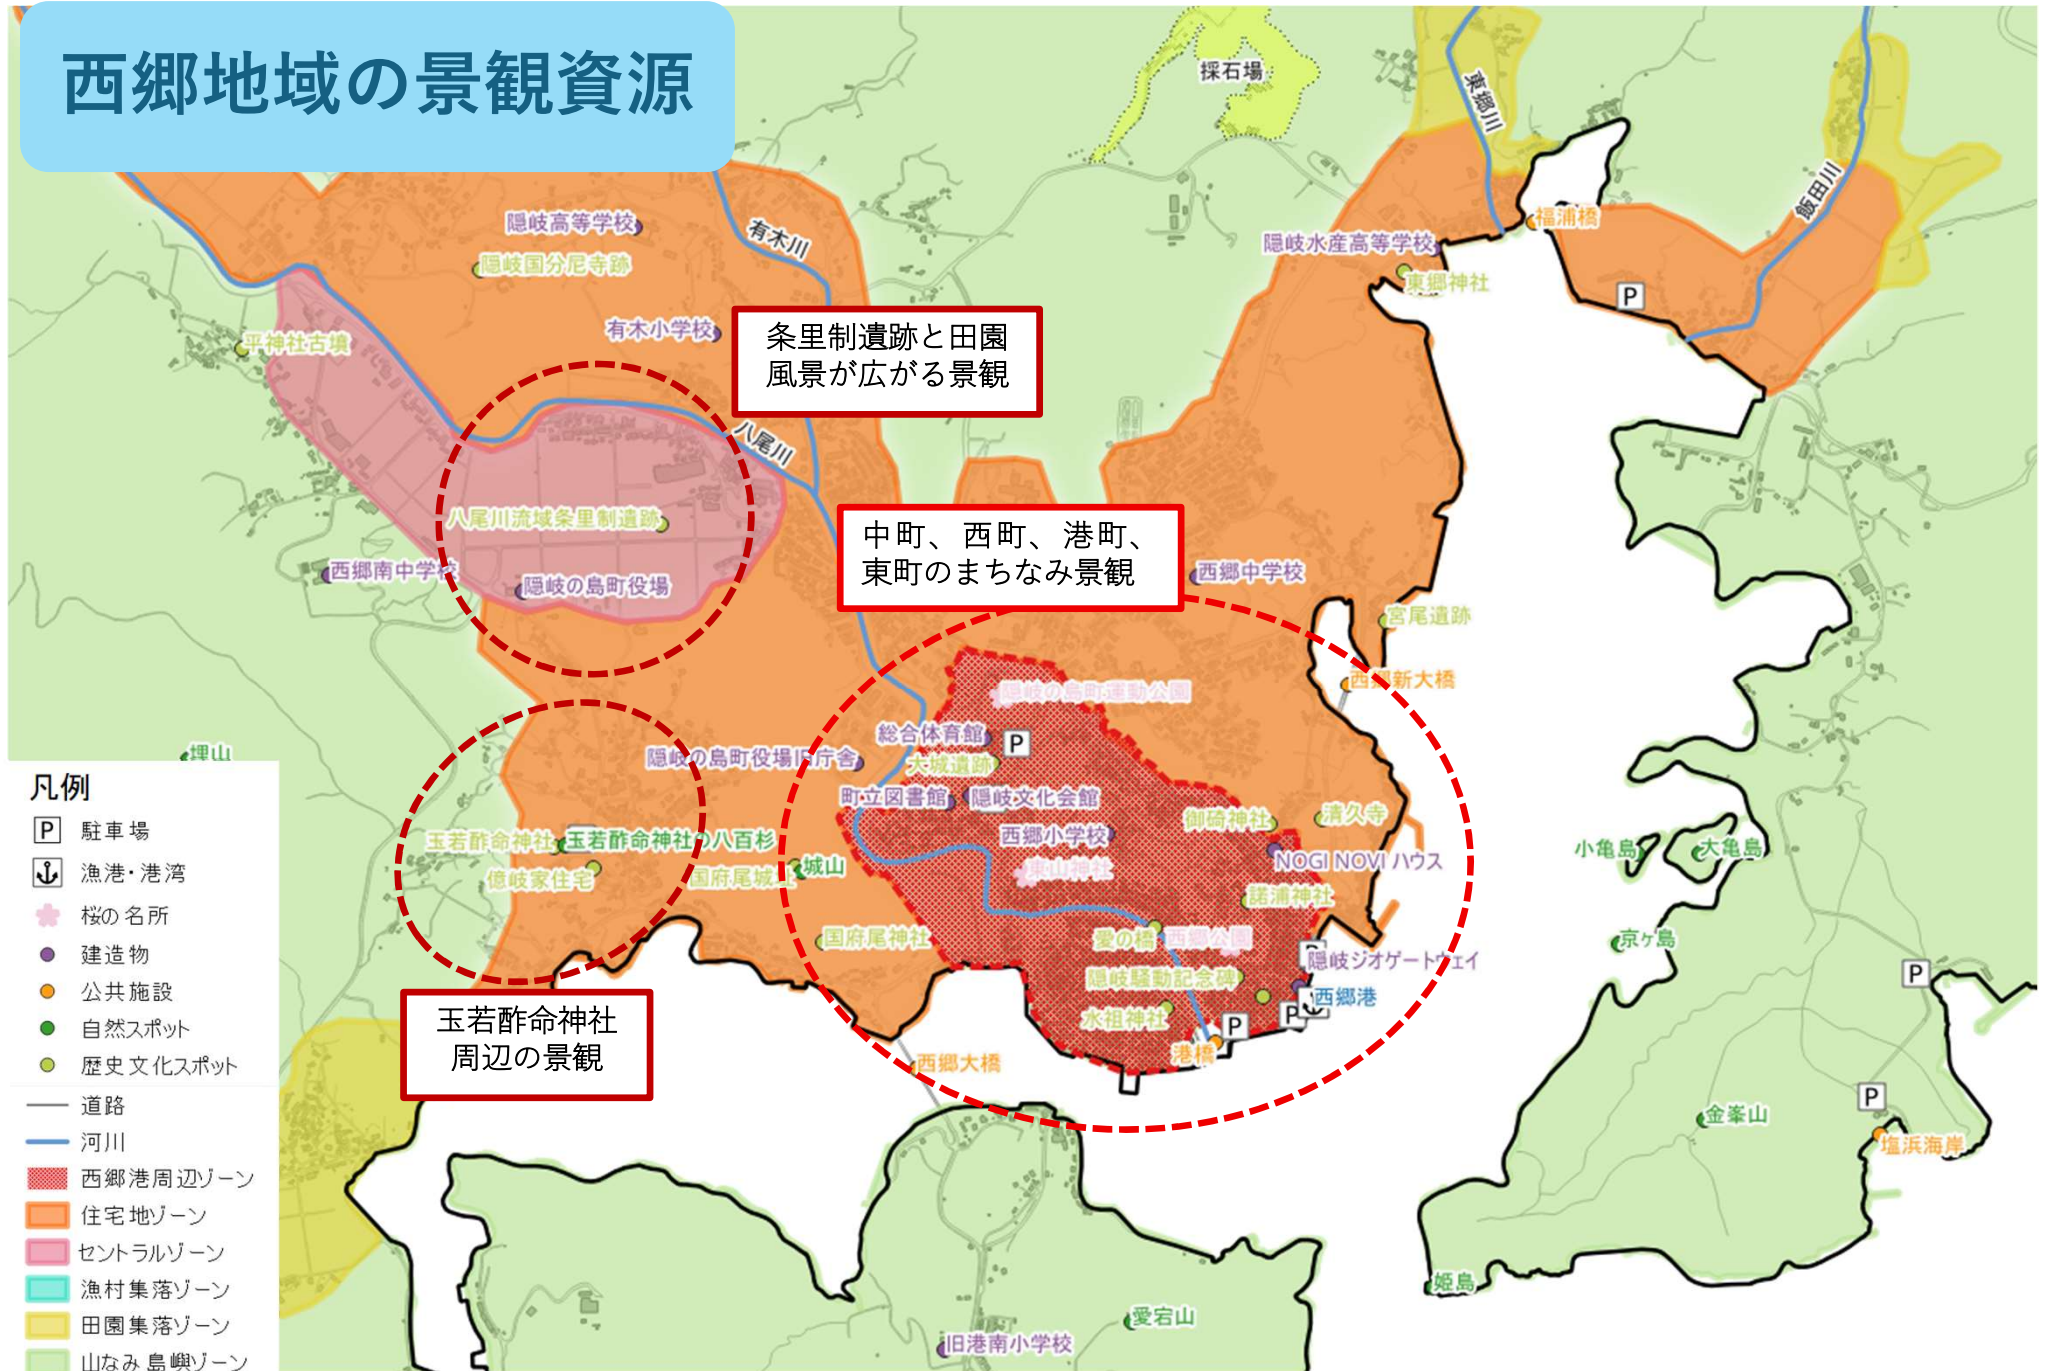 西郷地域の景観資源
採石場
東郷川
飯田川
隠岐高等学校
有木川
隠岐国分尼寺跡
福浦橋
隠岐水産高等学校
東郷神社
P
有木小学校
平神社古墳
条里制遺跡と田園
風景が広がる景観
八尾川
八尾川流域条里制遺跡
中町、西町、港町、
東町のまちなみ景観
西郷南中学校
隠岐の島町役場
西郷中学校
宮尾遺跡
西郷新大橋
隠岐の島町運動公園
総合体育館
P
隠岐の島町役場旧庁舎
大城遺跡
埋山
町立図書館
隠岐文化会館
御碕神社
清久寺
西郷小学校
玉若酢命神社
玉若酢命神社の八百杉
NOGI NOVI ハウス
小亀島
大亀島
城山
東山神社
億岐家住宅
国府尾城址
諾浦神社
国府尾神社
愛の橋
西郷公園
京ヶ島
隠岐ジオゲートウェイ
隠岐騒動記念碑
P
西郷港
水祖神社
P
P
港橋
玉若酢命神社
周辺の景観
西郷大橋
P
金峯山
塩浜海岸
姫島
愛宕山
旧港南小学校
凡例
P 駐車場
漁港・港湾
桜の名所
建造物
公共施設
自然スポット
歴史文化スポット
道路
河川
西郷港周辺ゾーン
住宅地ゾーン
セントラルゾーン
漁村集落ゾーン
田園集落ゾーン
山なみ島嶼ゾーン